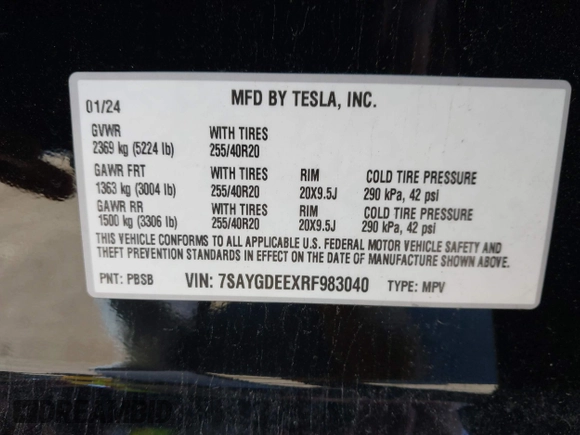 MFD BY TESLA, INC.
01/24
GVWR WITH TIRES
2369 kg (5224 lb) 255/40R20
GAWR FRT WITH TIRES RIM COLD TIRE PRESSURE
1363 kg (3004 lb) 255/40R20 20X9.5J 290 kPa, 42 psi
GAWR RR WITH TIRES RIM COLD TIRE PRESSURE
1500 kg (3306 lb) 255/40R20 20X9.5J 290 kPa, 42 psi
THIS VEHICLE CONFORMS TO ALL APPLICABLE U.S. FEDERAL MOTOR VEHICLE SAFETY AND
THEFT PREVENTION STANDARDS IN EFFECT ON THE DATE OF MANUFACTURE SHOWN ABOVE.
PNT: PBSB VIN: 7SAYGDEEXRF983040 TYPE: MPV
DREAMBID